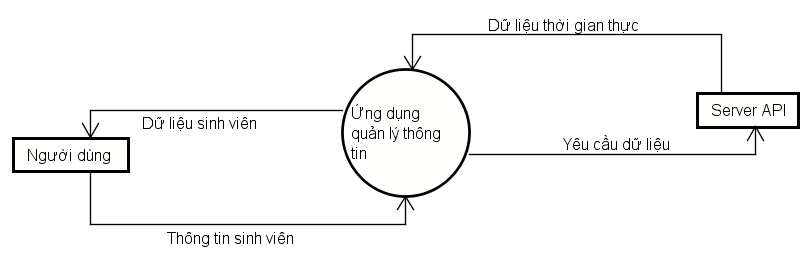 Dữ liệu thời gian thực
Server API
Ứng dụng
quản lý thông
tin
Dữ liệu sinh viên
Yêu cầu dữ liệu
Người dùng
Thông tin sinh viên